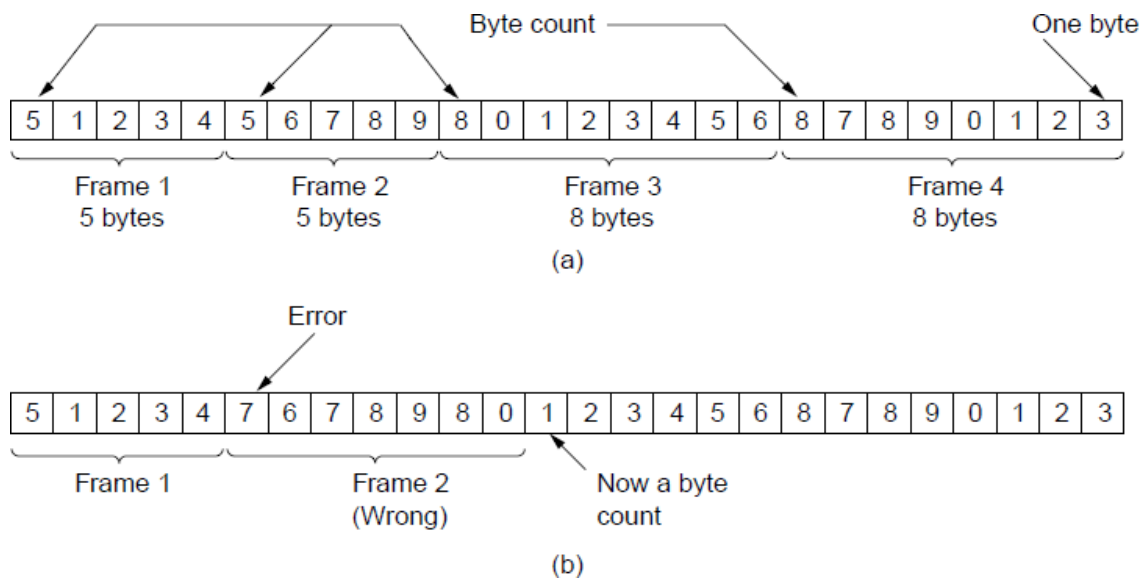 Byte count One byte
5 1 2 3 4 5 6 7 8 9 8 0 1 2 3 4 5 6 8 7 8 9 0 1 2 3
Frame 1 Frame 2 Frame 3 Frame 4
5 bytes 5 bytes 8 bytes 8 bytes
(a)
Error
5 1 2 3 4 7 6 7 8 9 8 0 1 2 3 4 5 6 8 7 8 9 0 1 2 3
Frame 1 Frame 2 Now a byte
(Wrong) count
(b)